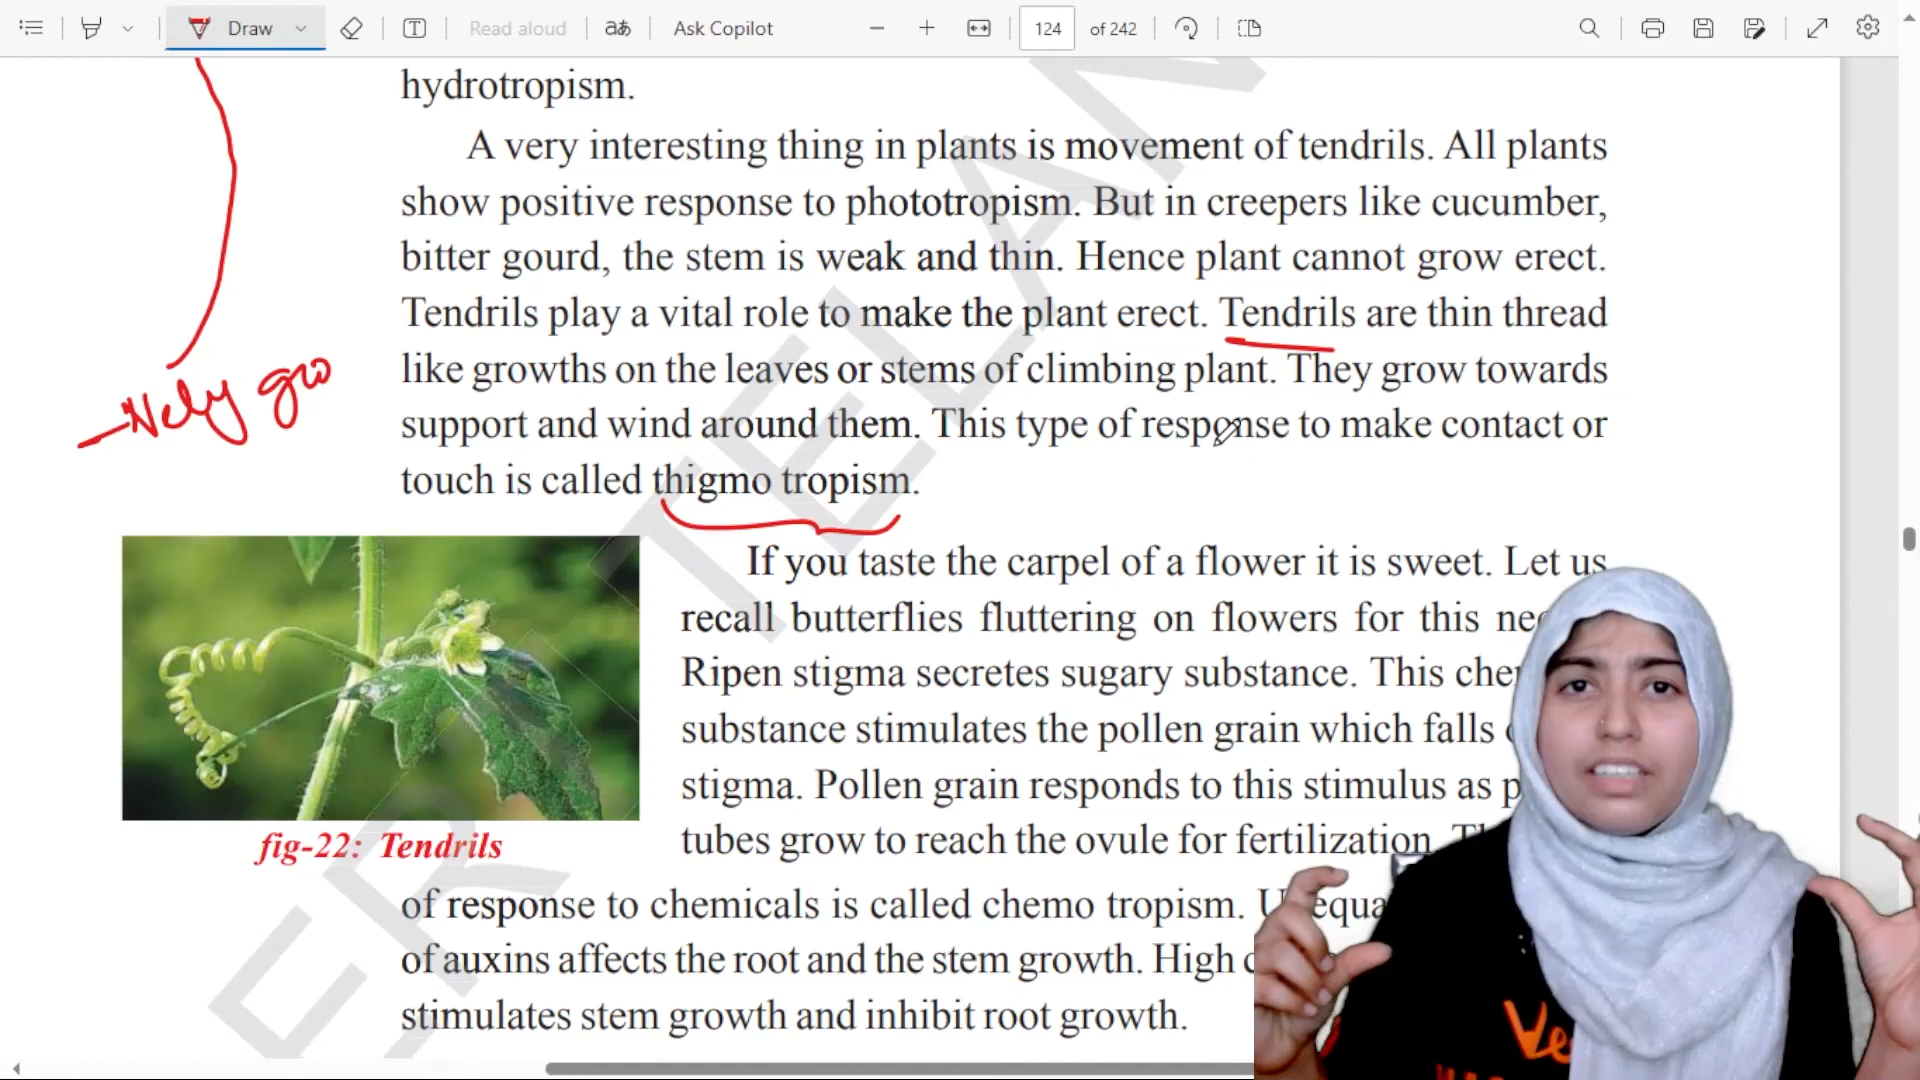 Draw
Read aloud
aあ
Ask Copilot
124
of 242
hydrotropism.
A very interesting thing in plants is movement of tendrils. All plants
show positive response to phototropism. But in creepers like cucumber,
bitter gourd, the stem is weak and thin. Hence plant cannot grow erect.
Tendrils play a vital role to make the plant erect. Tendrils are thin thread
like growths on the leaves or stems of climbing plant. They grow towards
support and wind around them. This type of response to make contact or
touch is called thigmo tropism.
If you taste the carpel of a flower it is sweet. Let us
recall butterflies fluttering on flowers for this
Ripen stigma secretes sugary substance. This
substance stimulates the pollen grain which falls
stigma. Pollen grain responds to this stimulus as
tubes grow to reach the ovule for fertilization.
fig-22: Tendrils
of response to chemicals is called chemo tropism.
of auxins affects the root and the stem growth. High
stimulates stem growth and inhibit root growth.